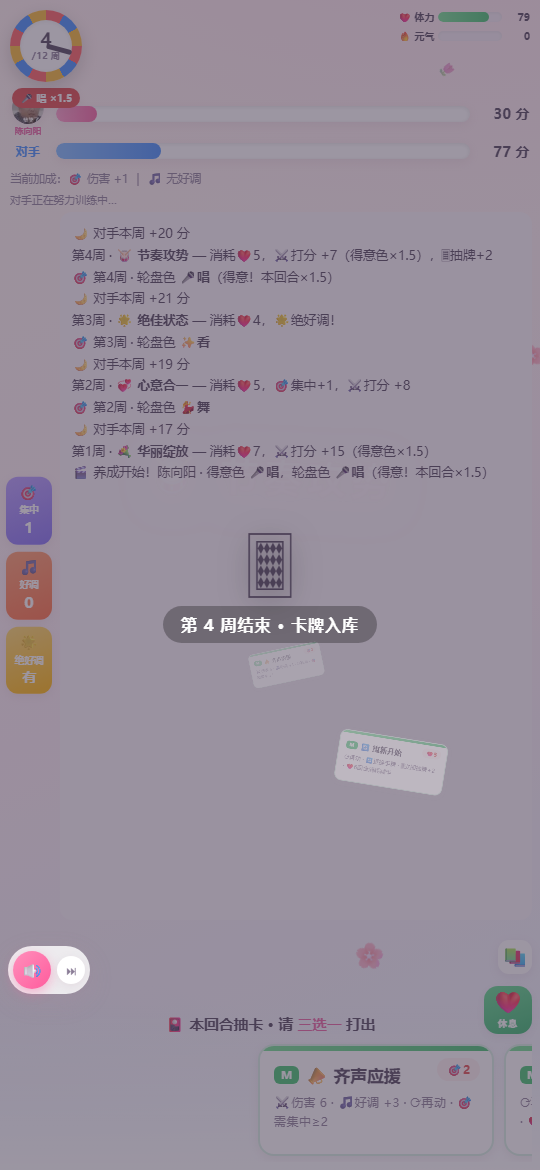 4
/12 周
体力 79
元气 0
唱 ×1.5
陈向阳
30 分
对手 77 分
当前加成: 伤害 +1 | 无好调
对手正在努力训练中...
对手本周 +20 分
第4周 · 节奏攻势 — 消耗 5, 打分 +7（得意色×1.5）, 抽牌+2
第4周 · 轮盘色 唱（得意！本回合×1.5）
对手本周 +21 分
第3周 · 绝佳状态 — 消耗 4, 绝好调！
第3周 · 轮盘色 香
对手本周 +19 分
第2周 · 心意合一 — 消耗 5, 集中+1, 打分 +8
第2周 · 轮盘色 舞
对手本周 +17 分
第1周 · 华丽绽放 — 消耗 7, 打分 +15（得意色×1.5）
养成开始！陈向阳 · 得意色 唱, 轮盘色 唱（得意！本回合×1.5）
集中
1
好调
0
绝好调
有
第 4 周结束 • 卡牌入库
M 重新开始
休息
本回合抽卡 • 请 三选一 打出
M 齐声应援 2
伤害 6 · 好调 +3 · 再动 ·
需集中≥2